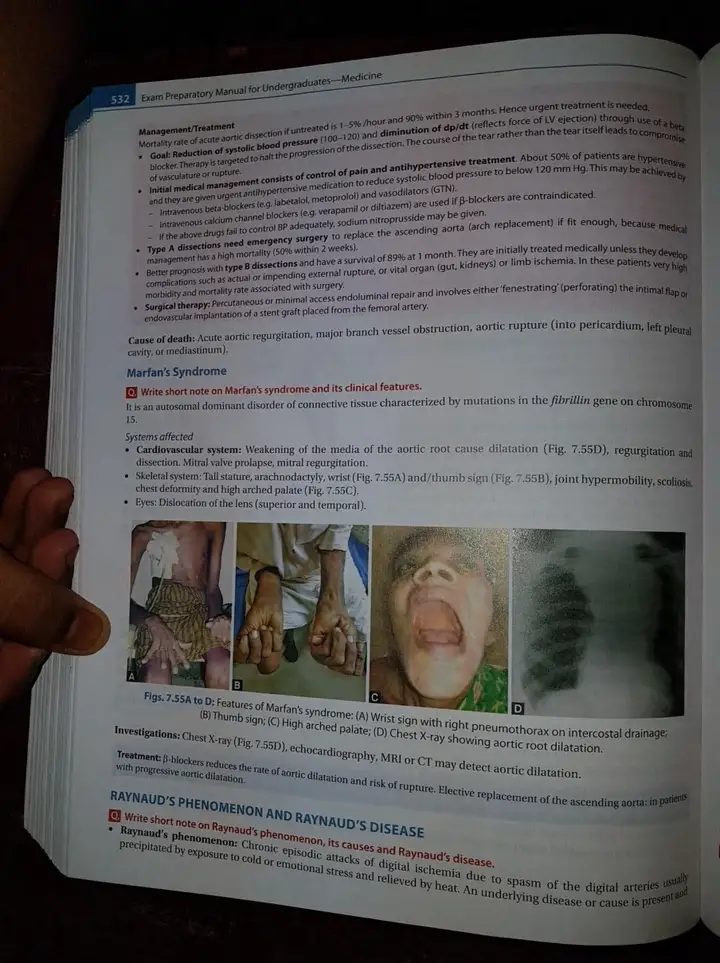 532 Exam Preparatory Manual for Undergraduates—Medicine
Management/Treatment
Mortality rate of acute aortic dissection if untreated is 1–5% /hour and 90% within 3 months. Hence urgent treatment is needed.
• Goal: Reduction of systolic blood pressure (100–120) and diminution of dp/dt (reflects force of LV ejection) through use of a beta
blocker. Therapy is targeted to halt the progression of the dissection. The course of the tear rather than the tear itself leads to compromise
of vasculature or rupture.
• Initial medical management consists of control of pain and antihypertensive treatment. About 50% of patients are hypertensive
and they are given urgent antihypertensive medication to reduce systolic blood pressure to below 120 mm Hg. This may be achieved by
– Intravenous beta-blockers (e.g. labetalol, metoprolol) and vasodilators (GTN).
– Intravenous calcium channel blockers (e.g. verapamil or diltiazem) are used if β-blockers are contraindicated.
– If the above drugs fail to control BP adequately, sodium nitroprusside may be given.
• Type A dissections need emergency surgery to replace the ascending aorta (arch replacement) if fit enough, because medical
management has a high mortality (50% within 2 weeks).
• Better prognosis with type B dissections and have a survival of 89% at 1 month. They are initially treated medically unless they develop
complications such as actual or impending external rupture, or vital organ (gut, kidneys) or limb ischemia. In these patients very high
morbidity and mortality rate associated with surgery.
• Surgical therapy: Percutaneous or minimal access endoluminal repair and involves either 'fenestrating' (perforating) the intimal flap or
endovascular implantation of a stent graft placed from the femoral artery.
Cause of death: Acute aortic regurgitation, major branch vessel obstruction, aortic rupture (into pericardium, left pleural
cavity, or mediastinum).
Marfan's Syndrome
Q. Write short note on Marfan's syndrome and its clinical features.
It is an autosomal dominant disorder of connective tissue characterized by mutations in the fibrillin gene on chromosome
15.
Systems affected
• Cardiovascular system: Weakening of the media of the aortic root cause dilatation (Fig. 7.55D), regurgitation and
dissection. Mitral valve prolapse, mitral regurgitation.
• Skeletal system: Tall stature, arachnodactyly, wrist (Fig. 7.55A) and/thumb sign (Fig. 7.55B), joint hypermobility, scoliosis,
chest deformity and high arched palate (Fig. 7.55C).
• Eyes: Dislocation of the lens (superior and temporal).
A
B
C
D
Figs. 7.55A to D: Features of Marfan's syndrome: (A) Wrist sign with right pneumothorax on intercostal drainage;
(B) Thumb sign; (C) High arched palate; (D) Chest X-ray showing aortic root dilatation.
Investigations: Chest X-ray (Fig. 7.55D), echocardiography, MRI or CT may detect aortic dilatation.
Treatment: β-blockers reduces the rate of aortic dilatation and risk of rupture. Elective replacement of the ascending aorta: in patients
with progressive aortic dilatation.
RAYNAUD'S PHENOMENON AND RAYNAUD'S DISEASE
Q. Write short note on Raynaud's phenomenon, its causes and Raynaud's disease.
• Raynaud's phenomenon: Chronic episodic attacks of digital ischemia due to spasm of the digital arteries usually
precipitated by exposure to cold or emotional stress and relieved by heat. An underlying disease or cause is present and